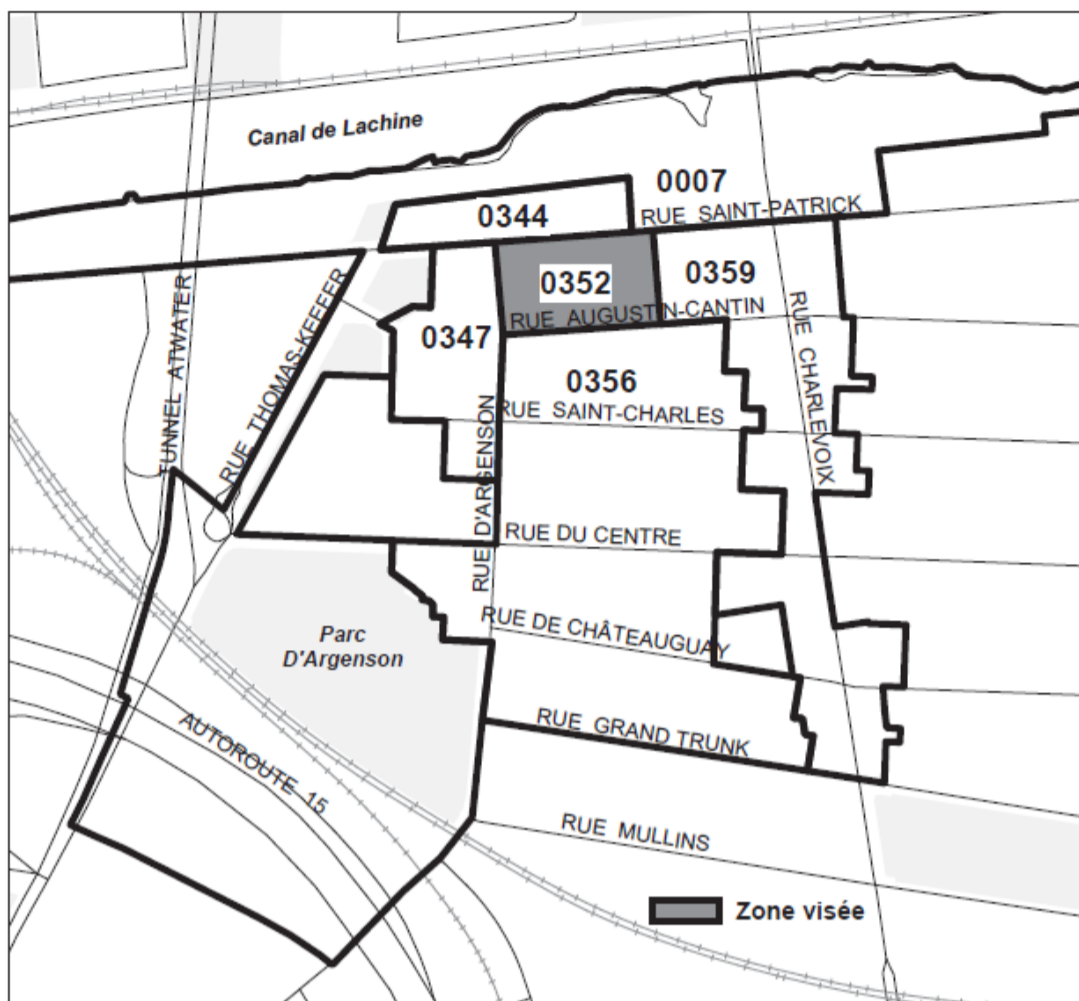 Canal de Lachine
0007
0344
RUE SAINT-PATRICK
0352
0359
RUE AUGUSTIN-CANTIN
TUNNEL ATWATER
RUE THOMAS-KEEFER
0347
RUE CHARLEVOIX
0356
RUE SAINT-CHARLES
RUE D'ARGENSON
RUE DU CENTRE
RUE DE CHÂTEAUGUAY
Parc
D'Argenson
RUE GRAND TRUNK
AUTOROUTE 15
RUE MULLINS
Zone visée